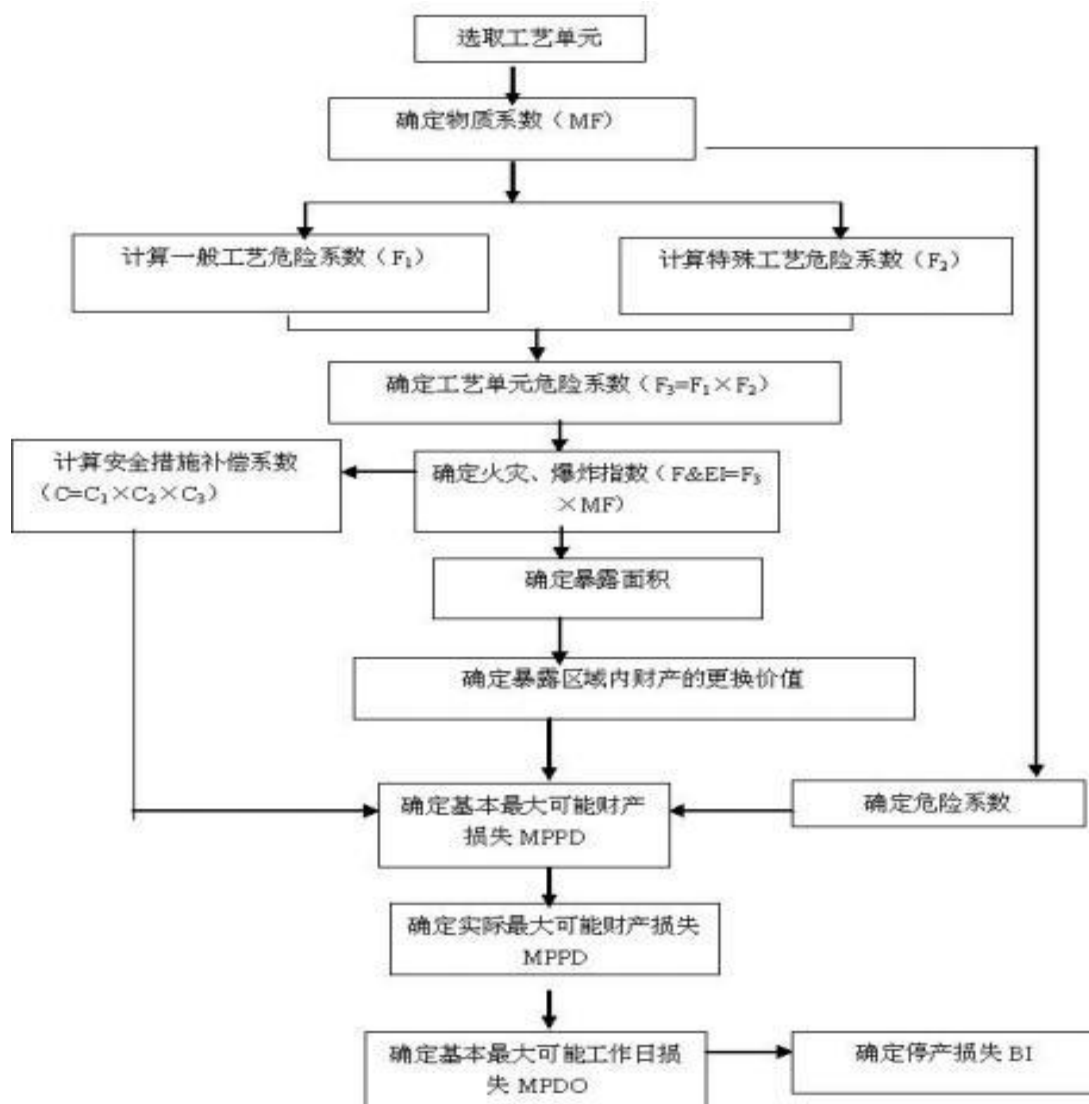 选取工艺单元
确定物质系数（MF）
计算一般工艺危险系数（F₁）
计算特殊工艺危险系数（F₂）
确定工艺单元危险系数（F₃=F₁×F₂）
计算安全措施补偿系数
（C=C₁×C₂×C₃）
确定火灾、爆炸指数（F&EI=F₃
×MF）
确定暴露面积
确定暴露区域内财产的更换价值
确定基本最大可能财产
损失 MPPD
确定危险系数
确定实际最大可能财产损失
MPPD
确定基本最大可能工作日损
失 MPDO
确定停产损失 BI